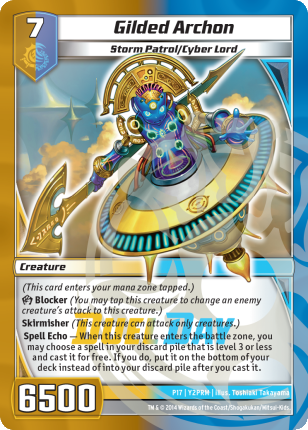 7
Gilded Archon
Storm Patrol/Cyber Lord
Creature
(This card enters your mana zone tapped.)
Blocker (You may tap this creature to change an enemy
creature's attack to this creature.)
Skirmisher (This creature can attack only creatures.)
Spell Echo — When this creature enters the battle zone, you
may choose a spell in your discard pile that is level 3 or less
and cast it for free. If you do, put it on the bottom of your
deck instead of into your discard pile after you cast it.
6500
P17 | Y2PRM | Illus. Toshiaki Takayama
TM & © 2014 Wizards of the Coast/Shogakukan/Mitsui-Kids.